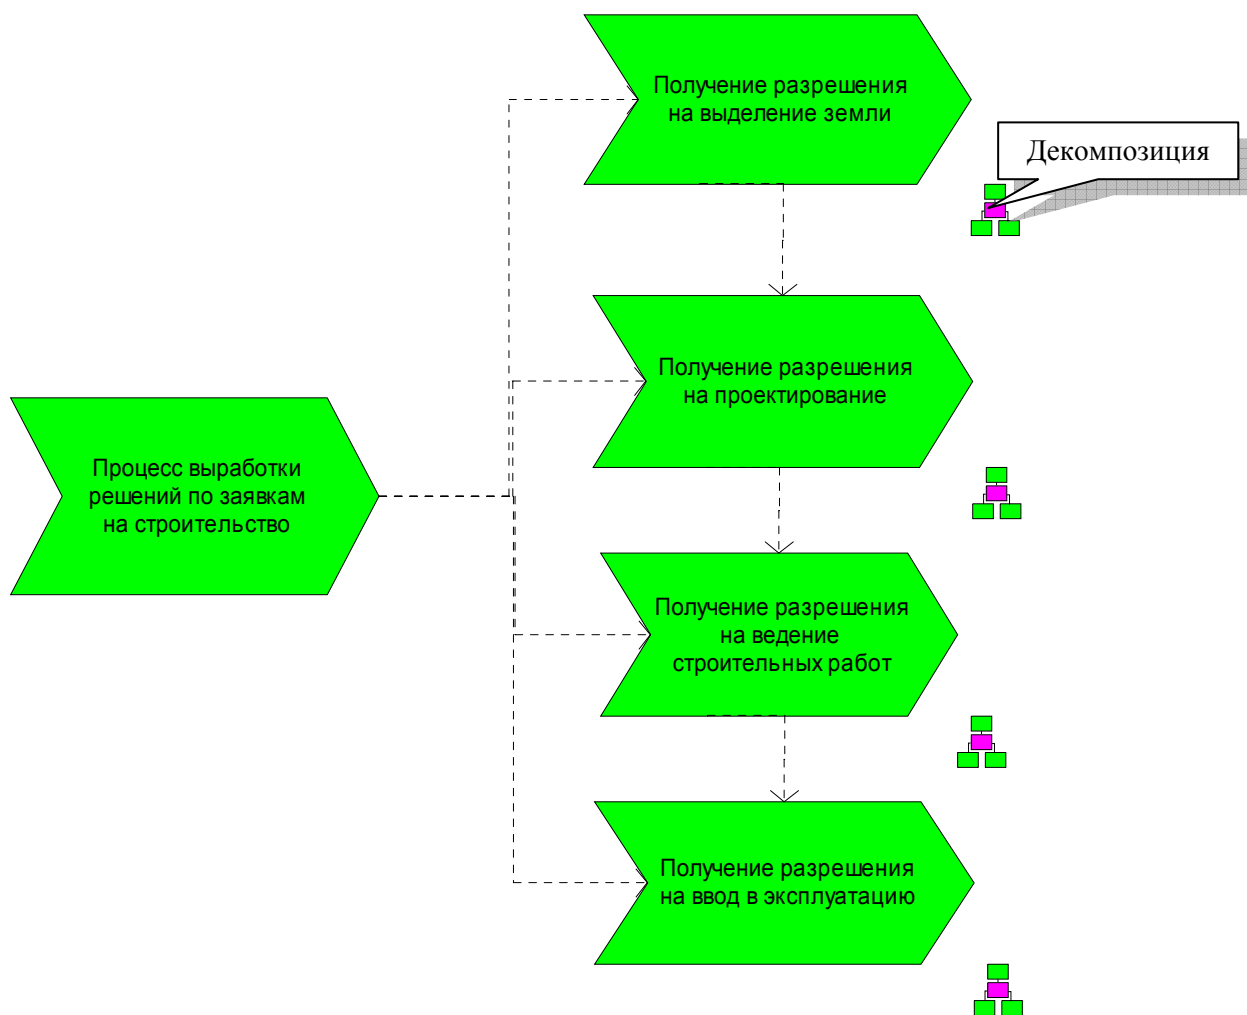 Получение разрешения
на выделение земли
Декомпозиция
Получение разрешения
на проектирование
Процесс выработки
решений по заявкам
на строительство
Получение разрешения
на ведение
строительных работ
Получение разрешения
на ввод в эксплуатацию